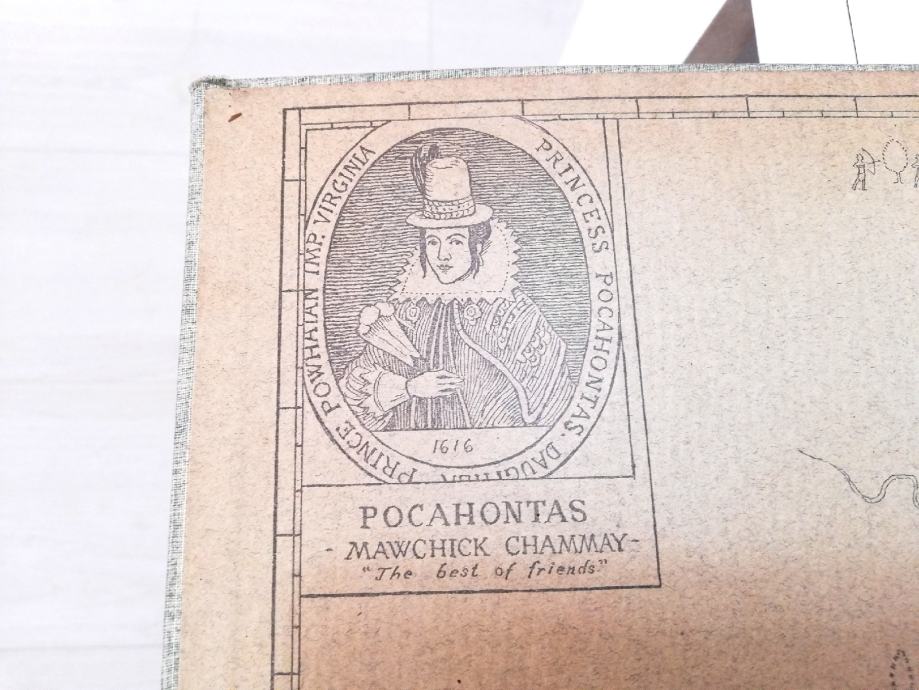 PRINCESS POCAHONTAS. DAUGHTER PRINCE POWHATAN IMP. VIRGINIA
1616
POCAHONTAS
- MAWCHICK CHAMMAY-
"The best of friends."